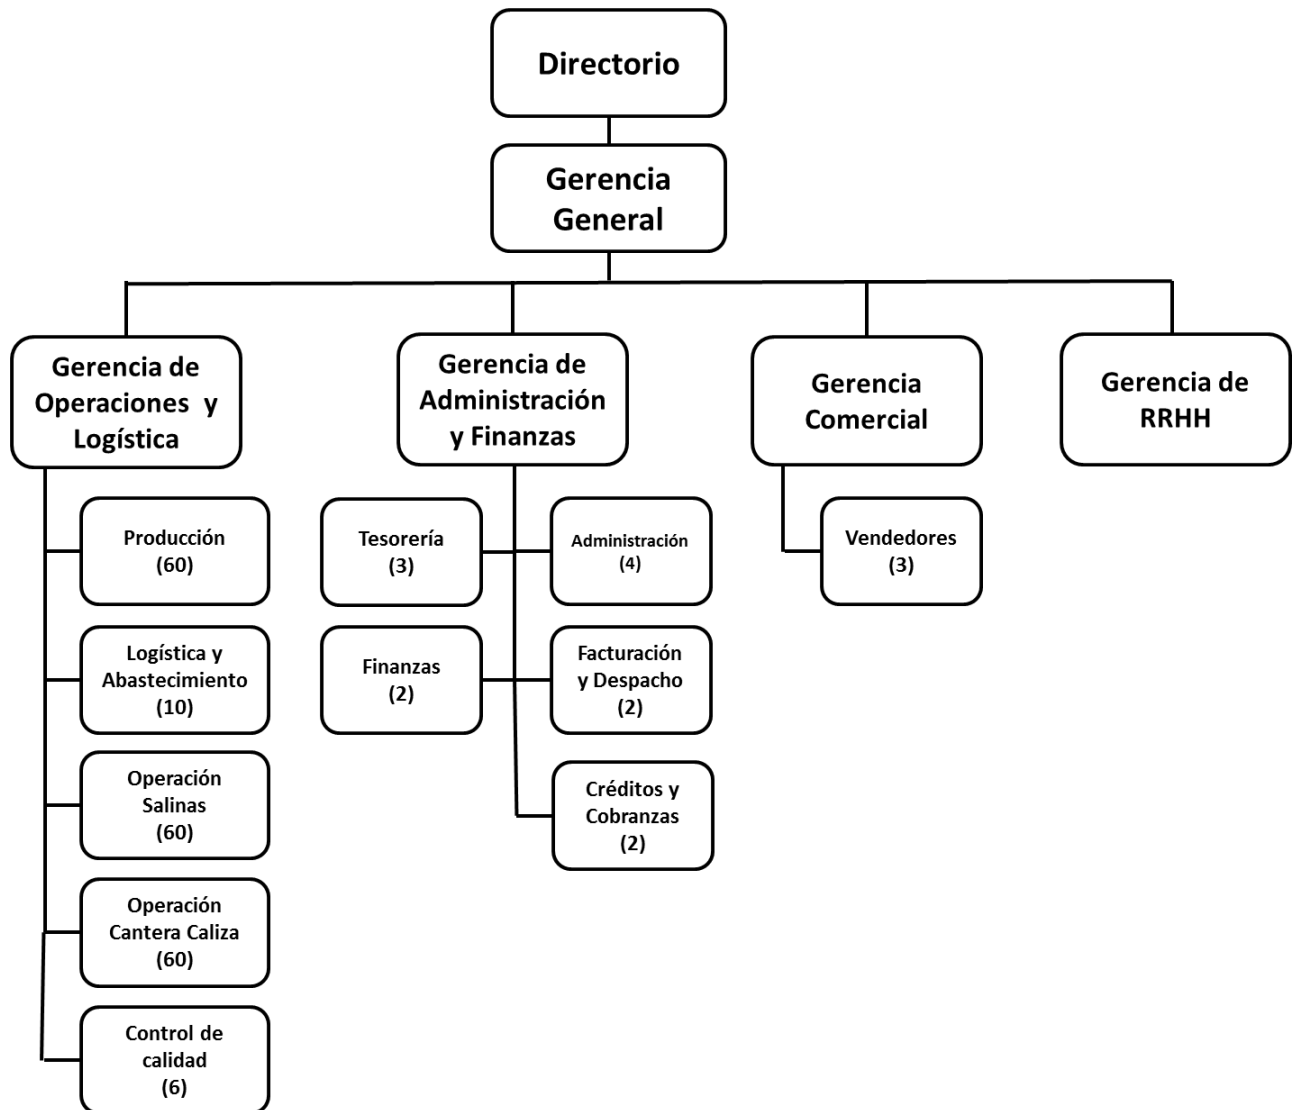 Directorio
Gerencia
General
Gerencia de
Operaciones y
Logística
Gerencia de
Administración
y Finanzas
Gerencia
Comercial
Gerencia de
RRHH
Producción
(60)
Logística y
Abastecimiento
(10)
Operación
Salinas
(60)
Operación
Cantera Caliza
(60)
Control de
calidad
(6)
Tesorería
(3)
Finanzas
(2)
Administración
(4)
Facturación
y Despacho
(2)
Créditos y
Cobranzas
(2)
Vendedores
(3)